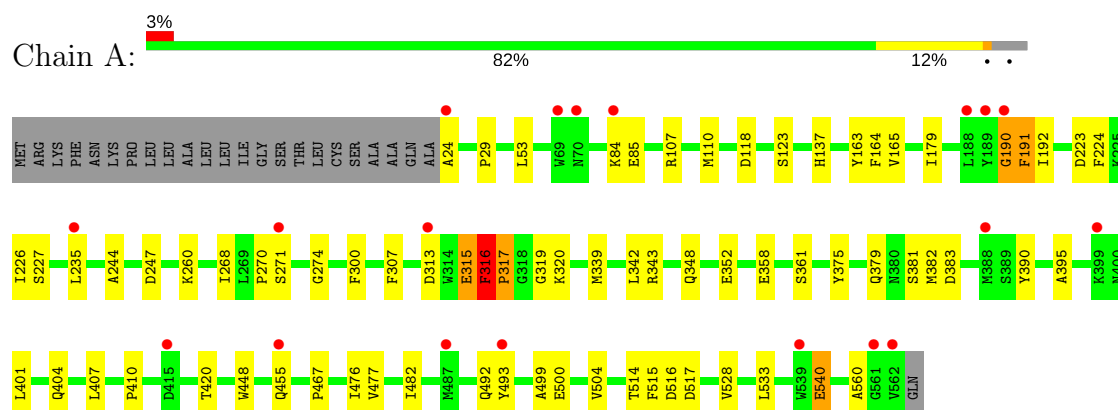 3%
Chain A:
82% 12% • •
MET ARG LYS PHE ASN LYS PRO LEU LEU ALA LEU LEU ILE GLY SER THR LEU CYS SER ALA ALA GLN ALA A24 P29 L53 W69 N70 K84 E85 R107 M110 D118 S123 H137 Y163 F164 V165 I179 L188 Y189 G190 F191 I192 D223 F224 K225
I226 S227 L235 A244 D247 K260 I268 L269 P270 S271 G274 F300 F307 D313 W314 E315 F316 P317 G318 G319 K320 M339 L342 R343 Q348 E352 E358 S361 Y375 Q379 N380 S381 M382 D383 M388 S389 Y390 A395 K399 N400
L401 Q404 L407 P410 D415 T420 W448 Q455 P467 I476 V477 I482 M487 Q492 Y493 A499 E500 V504 T514 F515 D516 D517 V528 L533 W539 E540 A560 G561 V562 GLN